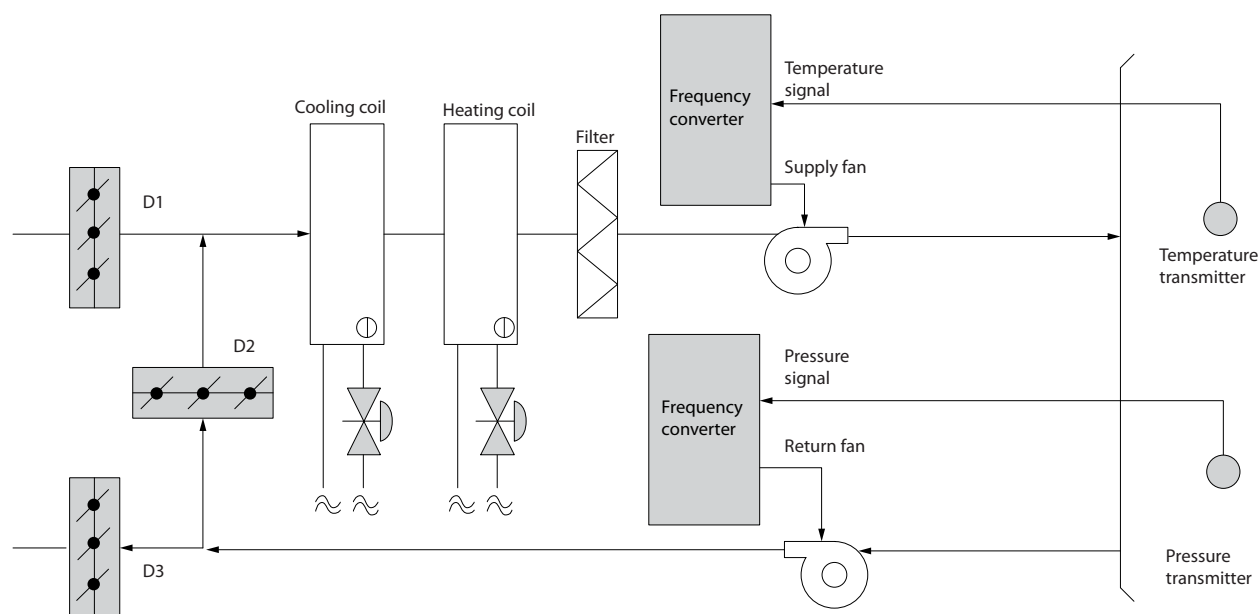 Temperature
signal
Frequency
converter
Cooling coil
Heating coil
Filter
Supply fan
D1
Temperature
transmitter
D2
Pressure
signal
Frequency
converter
Return fan
D3
Pressure
transmitter